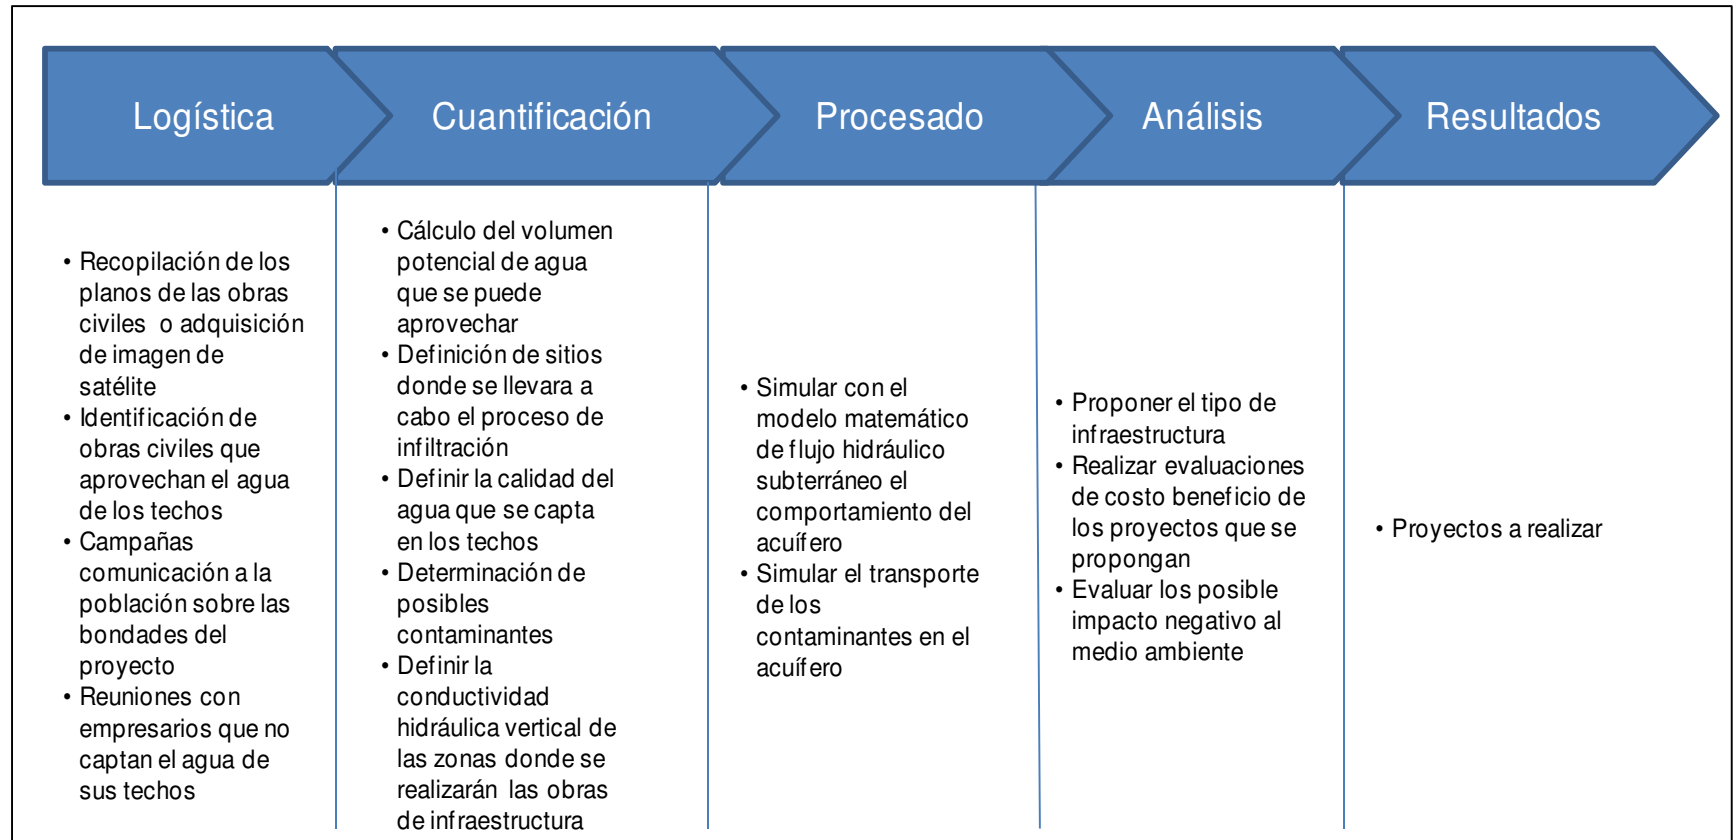 Logística
Cuantificación
Procesado
Análisis
Resultados
• Recopilación de los
planos de las obras
civiles o adquisición
de imagen de
satélite
• Identificación de
obras civiles que
aprovechan el agua
de los techos
• Campañas
comunicación a la
población sobre las
bondades del
proyecto
• Reuniones con
empresarios que no
captan el agua de
sus techos
• Cálculo del volumen
potencial de agua
que se puede
aprovechar
• Definición de sitios
donde se llevara a
cabo el proceso de
infiltración
• Definir la calidad del
agua que se capta
en los techos
• Determinación de
posibles
contaminantes
• Definir la
conductividad
hidráulica vertical de
las zonas donde se
realizarán las obras
de infraestructura
• Simular con el
modelo matemático
de flujo hidráulico
subterráneo el
comportamiento del
acuífero
• Simular el transporte
de los
contaminantes en el
acuífero
• Proponer el tipo de
infraestructura
• Realizar evaluaciones
de costo beneficio de
los proyectos que se
propongan
• Evaluar los posible
impacto negativo al
medio ambiente
• Proyectos a realizar